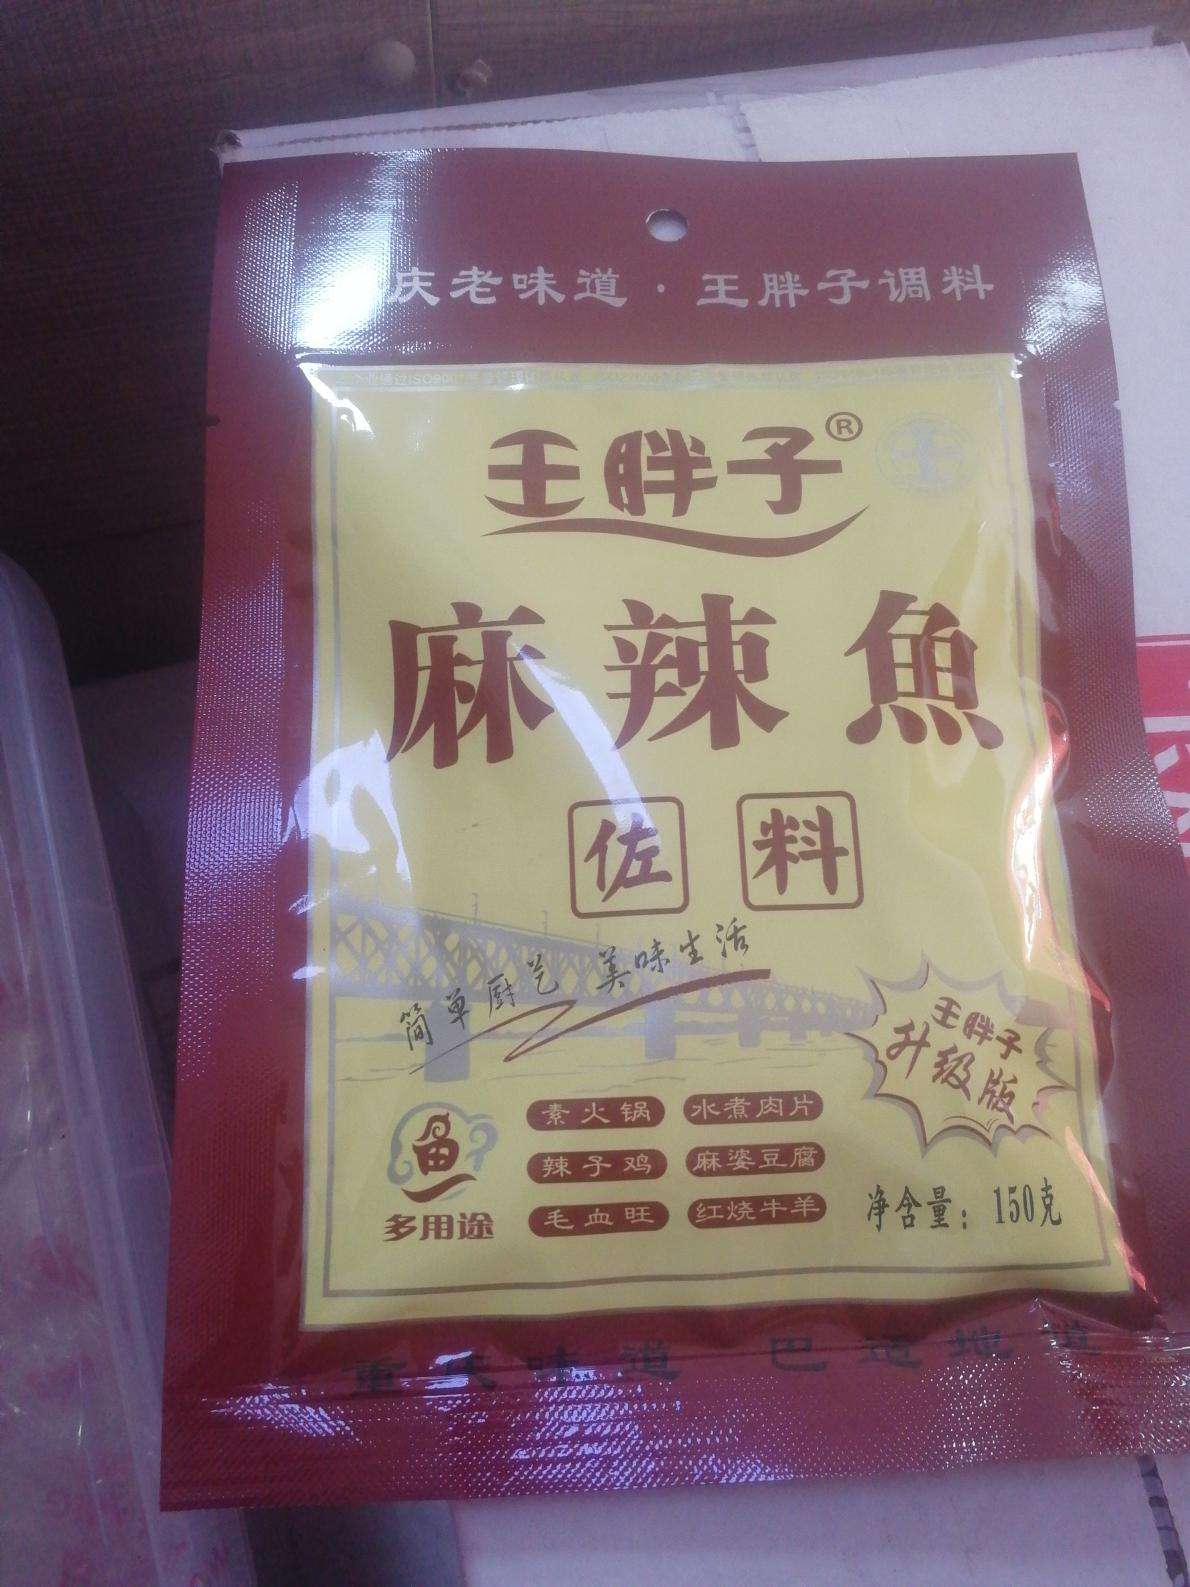 庆老味道·王胖子调料
王胖子®
麻辣魚
佐料
简单厨艺 美味生活
王胖子
升级版
素火锅 水煮肉片
辣子鸡 麻婆豆腐
毛血旺 红烧牛羊
多用途
净含量：150克
重庆味道 巴适地道